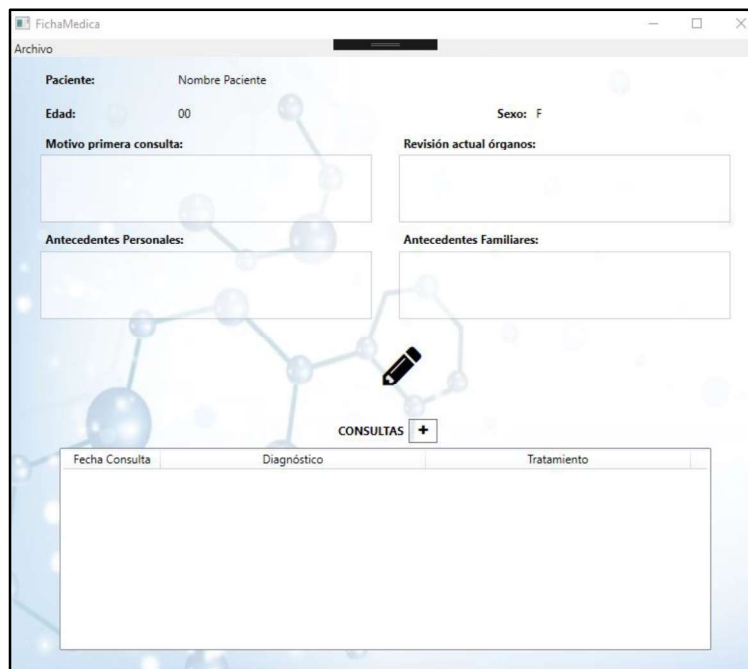 FichaMedica
Archivo
Paciente: Nombre Paciente
Edad: 00 Sexo: F
Motivo primera consulta: Revisión actual órganos:
Antecedentes Personales: Antecedentes Familiares:
CONSULTAS +
Fecha Consulta Diagnóstico Tratamiento